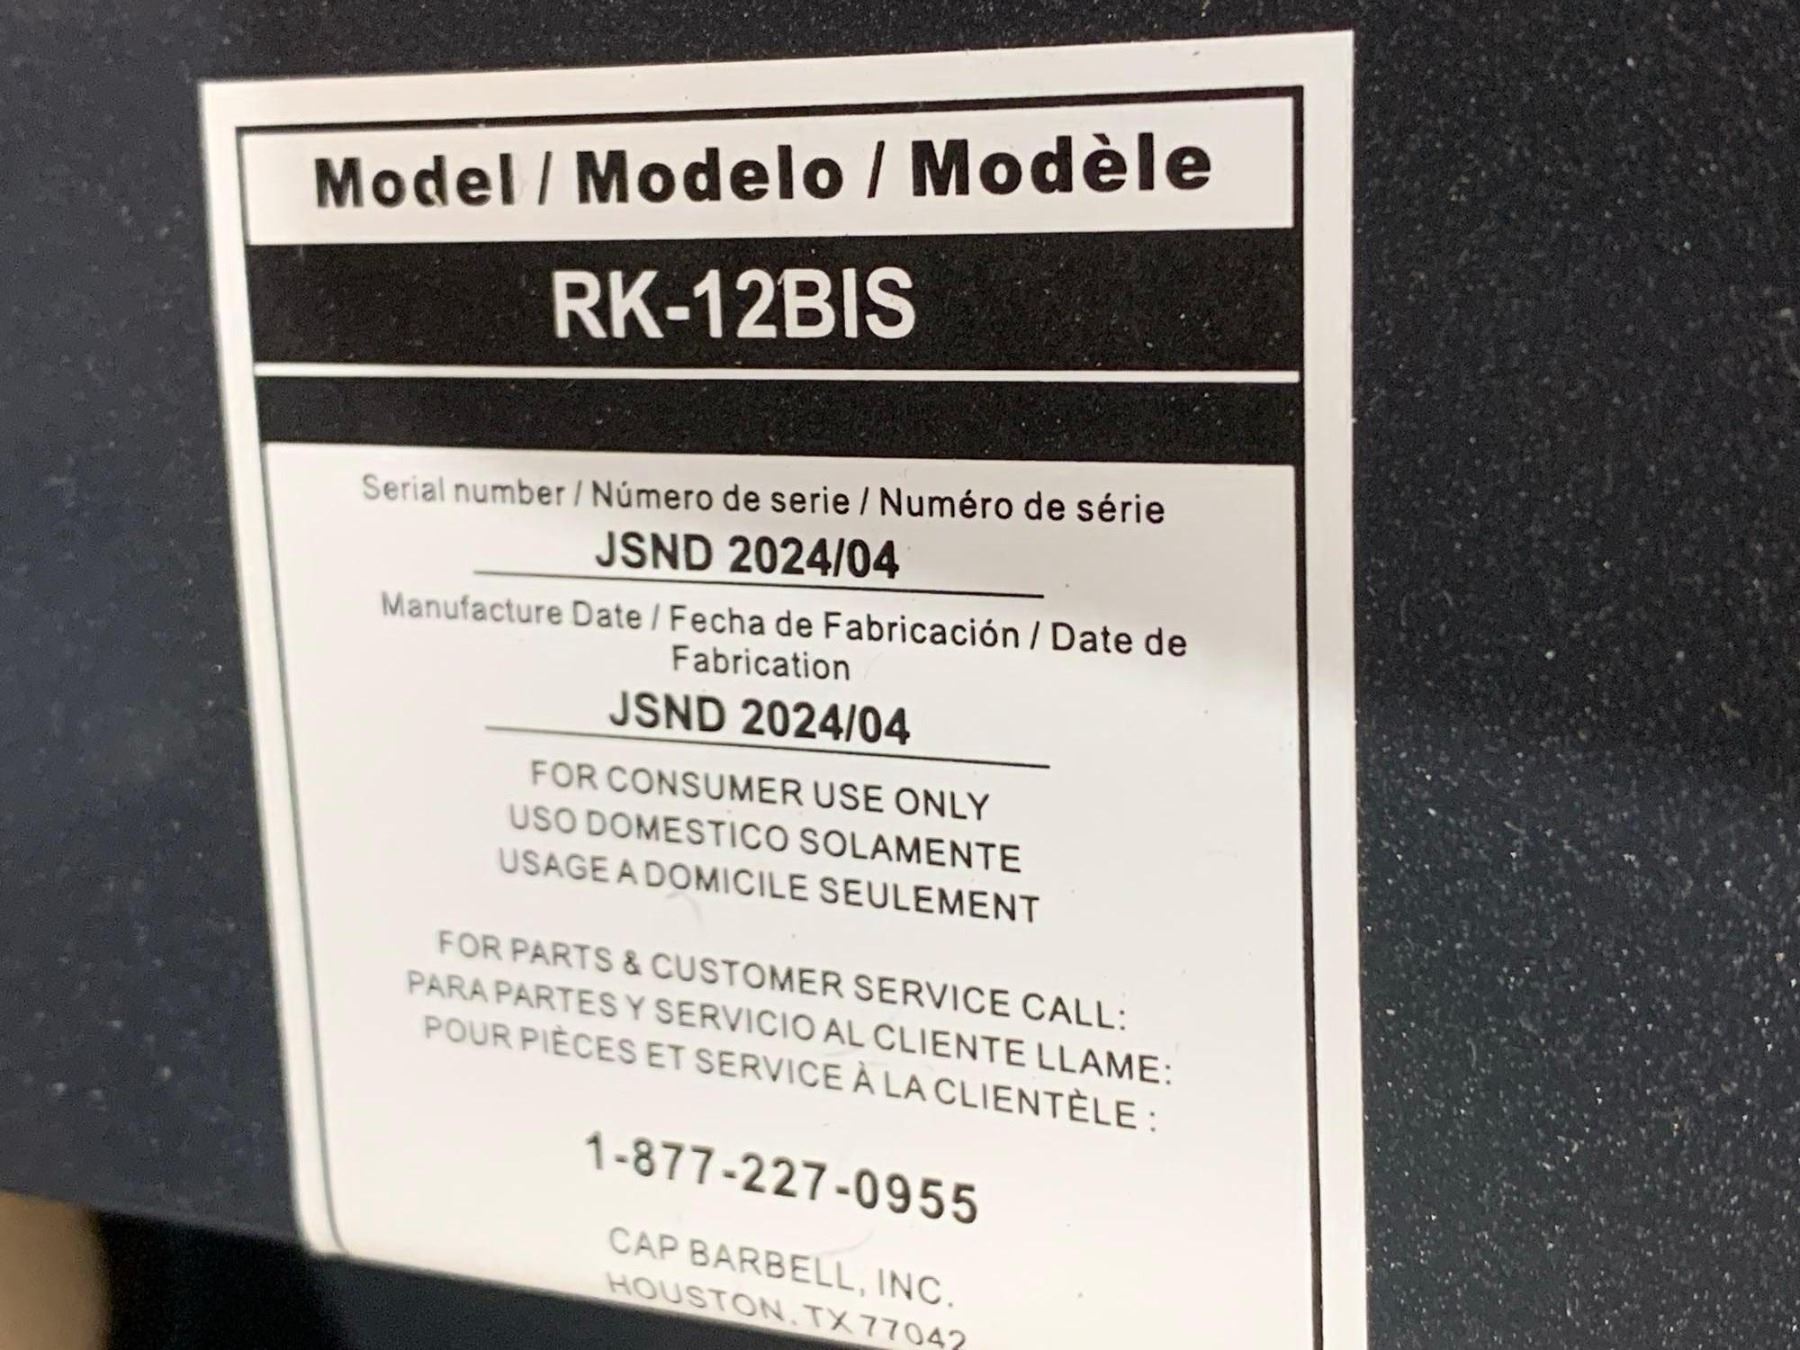 Model / Modelo / Modèle
RK-12BIS
Serial number / Número de serie / Numéro de série
JSND 2024/04
Manufacture Date / Fecha de Fabricación / Date de
Fabrication
JSND 2024/04
FOR CONSUMER USE ONLY
USO DOMESTICO SOLAMENTE
USAGE A DOMICILE SEULEMENT
FOR PARTS & CUSTOMER SERVICE CALL:
PARA PARTES Y SERVICIO AL CLIENTE LLAME:
POUR PIÈCES ET SERVICE À LA CLIENTÈLE :
1-877-227-0955
CAP BARBELL, INC.
HOUSTON, TX 77042